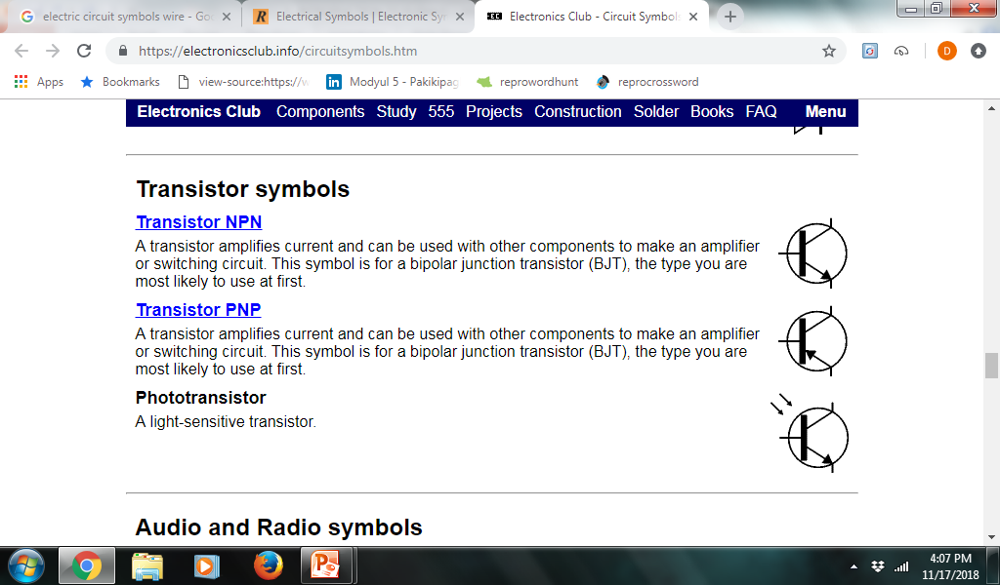 electric circuit symbols wire - Go
Electrical Symbols | Electronic Sy
EC
Electronics Club - Circuit Symbols
https://electronicsclub.info/circuitsymbols.htm
D
Apps
Bookmarks
view-source:https://w
in
Modyul 5 - Pakikipag
reprowordhunt
reprocrossword
Electronics Club Components Study 555 Projects Construction Solder Books FAQ Menu
Transistor symbols
Transistor NPN
A transistor amplifies current and can be used with other components to make an amplifier
or switching circuit. This symbol is for a bipolar junction transistor (BJT), the type you are
most likely to use at first.
Transistor PNP
A transistor amplifies current and can be used with other components to make an amplifier
or switching circuit. This symbol is for a bipolar junction transistor (BJT), the type you are
most likely to use at first.
Phototransistor
A light-sensitive transistor.
Audio and Radio symbols
4:07 PM
11/17/2018